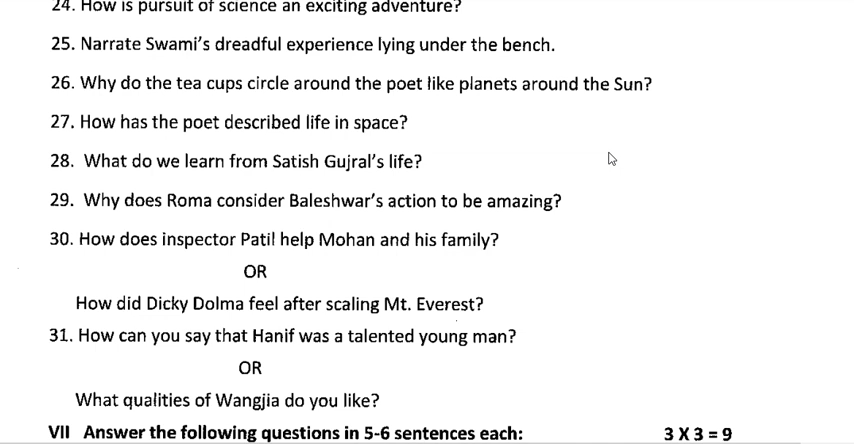 24. How is pursuit of science an exciting adventure?
25. Narrate Swami's dreadful experience lying under the bench.
26. Why do the tea cups circle around the poet like planets around the Sun?
27. How has the poet described life in space?
28. What do we learn from Satish Gujral's life?
29. Why does Roma consider Baleshwar's action to be amazing?
30. How does inspector Patil help Mohan and his family?
OR
How did Dicky Dolma feel after scaling Mt. Everest?
31. How can you say that Hanif was a talented young man?
OR
What qualities of Wangjia do you like?
VII Answer the following questions in 5-6 sentences each: 3 X 3 = 9